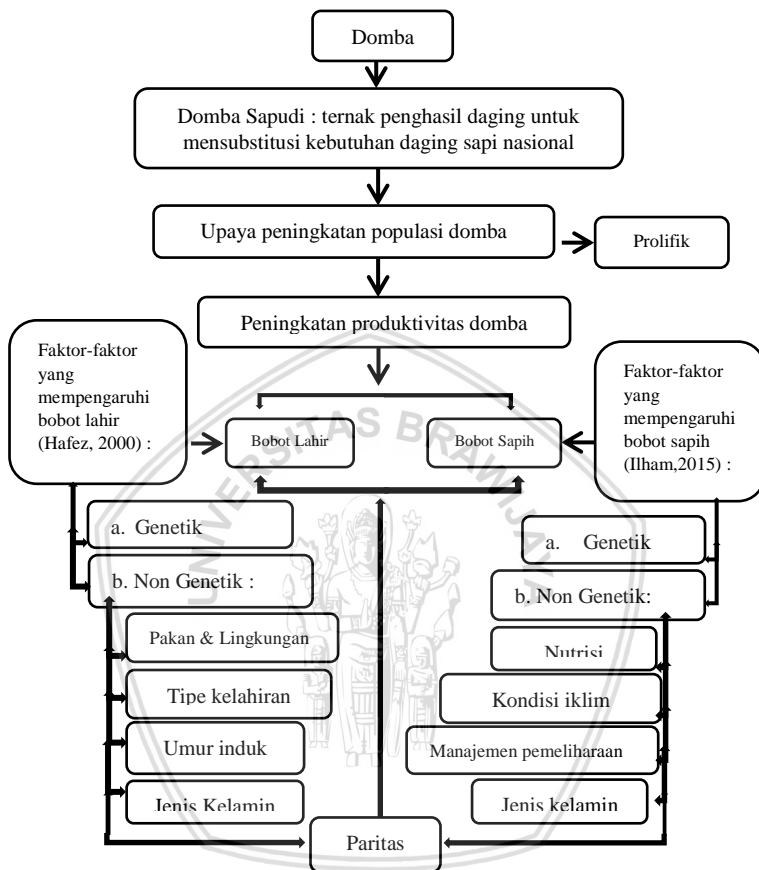 Domba
Domba Sapudi : ternak penghasil daging untuk
mensubstitusi kebutuhan daging sapi nasional
Upaya peningkatan populasi domba
Prolifik
Peningkatan produktivitas domba
Faktor-faktor
yang
mempengaruhi
bobot lahir
(Hafez, 2000) :
Faktor-faktor
yang
mempengaruhi
bobot sapih
(Ilham,2015) :
Bobot Lahir
Bobot Sapih
a. Genetik
b. Non Genetik :
Pakan & Lingkungan
Tipe kelahiran
Umur induk
Jenis Kelamin
a. Genetik
b. Non Genetik:
Nutrisi
Kondisi iklim
Manajemen pemeliharaan
Jenis kelamin
Paritas
UNIVERSITAS BRAWIJAYA